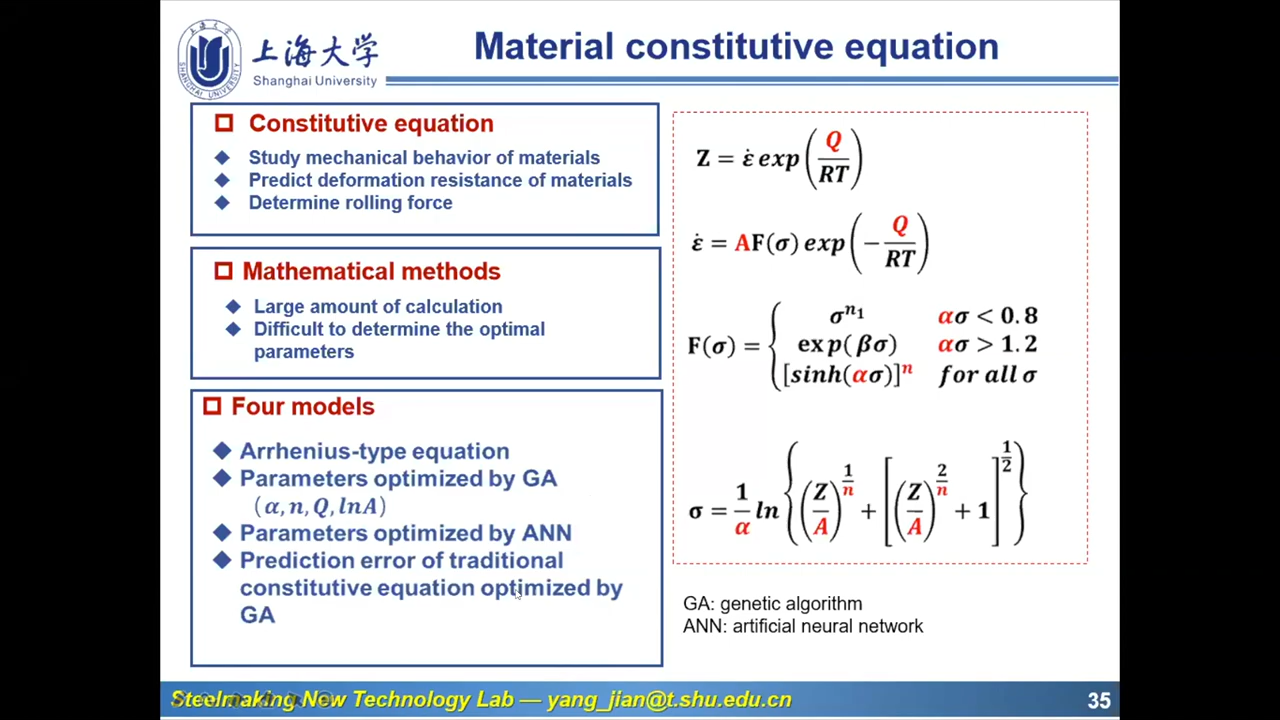 上海大学
Shanghai University
SHANGHAI UNIVERSITY
Material constitutive equation
Constitutive equation
Study mechanical behavior of materials
Predict deformation resistance of materials
Determine rolling force
Mathematical methods
Large amount of calculation
Difficult to determine the optimal
parameters
Four models
Arrhenius-type equation
Parameters optimized by GA
(α, n, Q, lnA)
Parameters optimized by ANN
Prediction error of traditional
constitutive equation optimized by
GA
Z = ε̇ exp(Q/RT)
ε̇ = AF(σ) exp(−Q/RT)
F(σ) = {
σ^n₁ ασ < 0.8
exp(βσ) ασ > 1.2
[sinh(ασ)]^n for all σ
σ = 1/α ln{(Z/A)^(1/n) + [(Z/A)^(2/n) + 1]^(1/2)}
GA: genetic algorithm
ANN: artificial neural network
Steelmaking New Technology Lab — yang_jian@t.shu.edu.cn
35